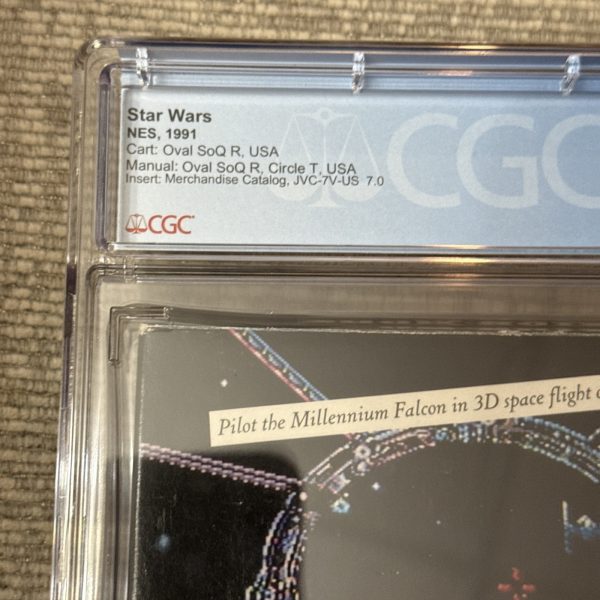 Star Wars
NES, 1991
Cart: Oval SoQ R, USA
Manual: Oval SoQ R, Circle T, USA
Insert: Merchandise Catalog, JVC-7V-US 7.0
CGC
CGC
Pilot the Millennium Falcon in 3D space flight